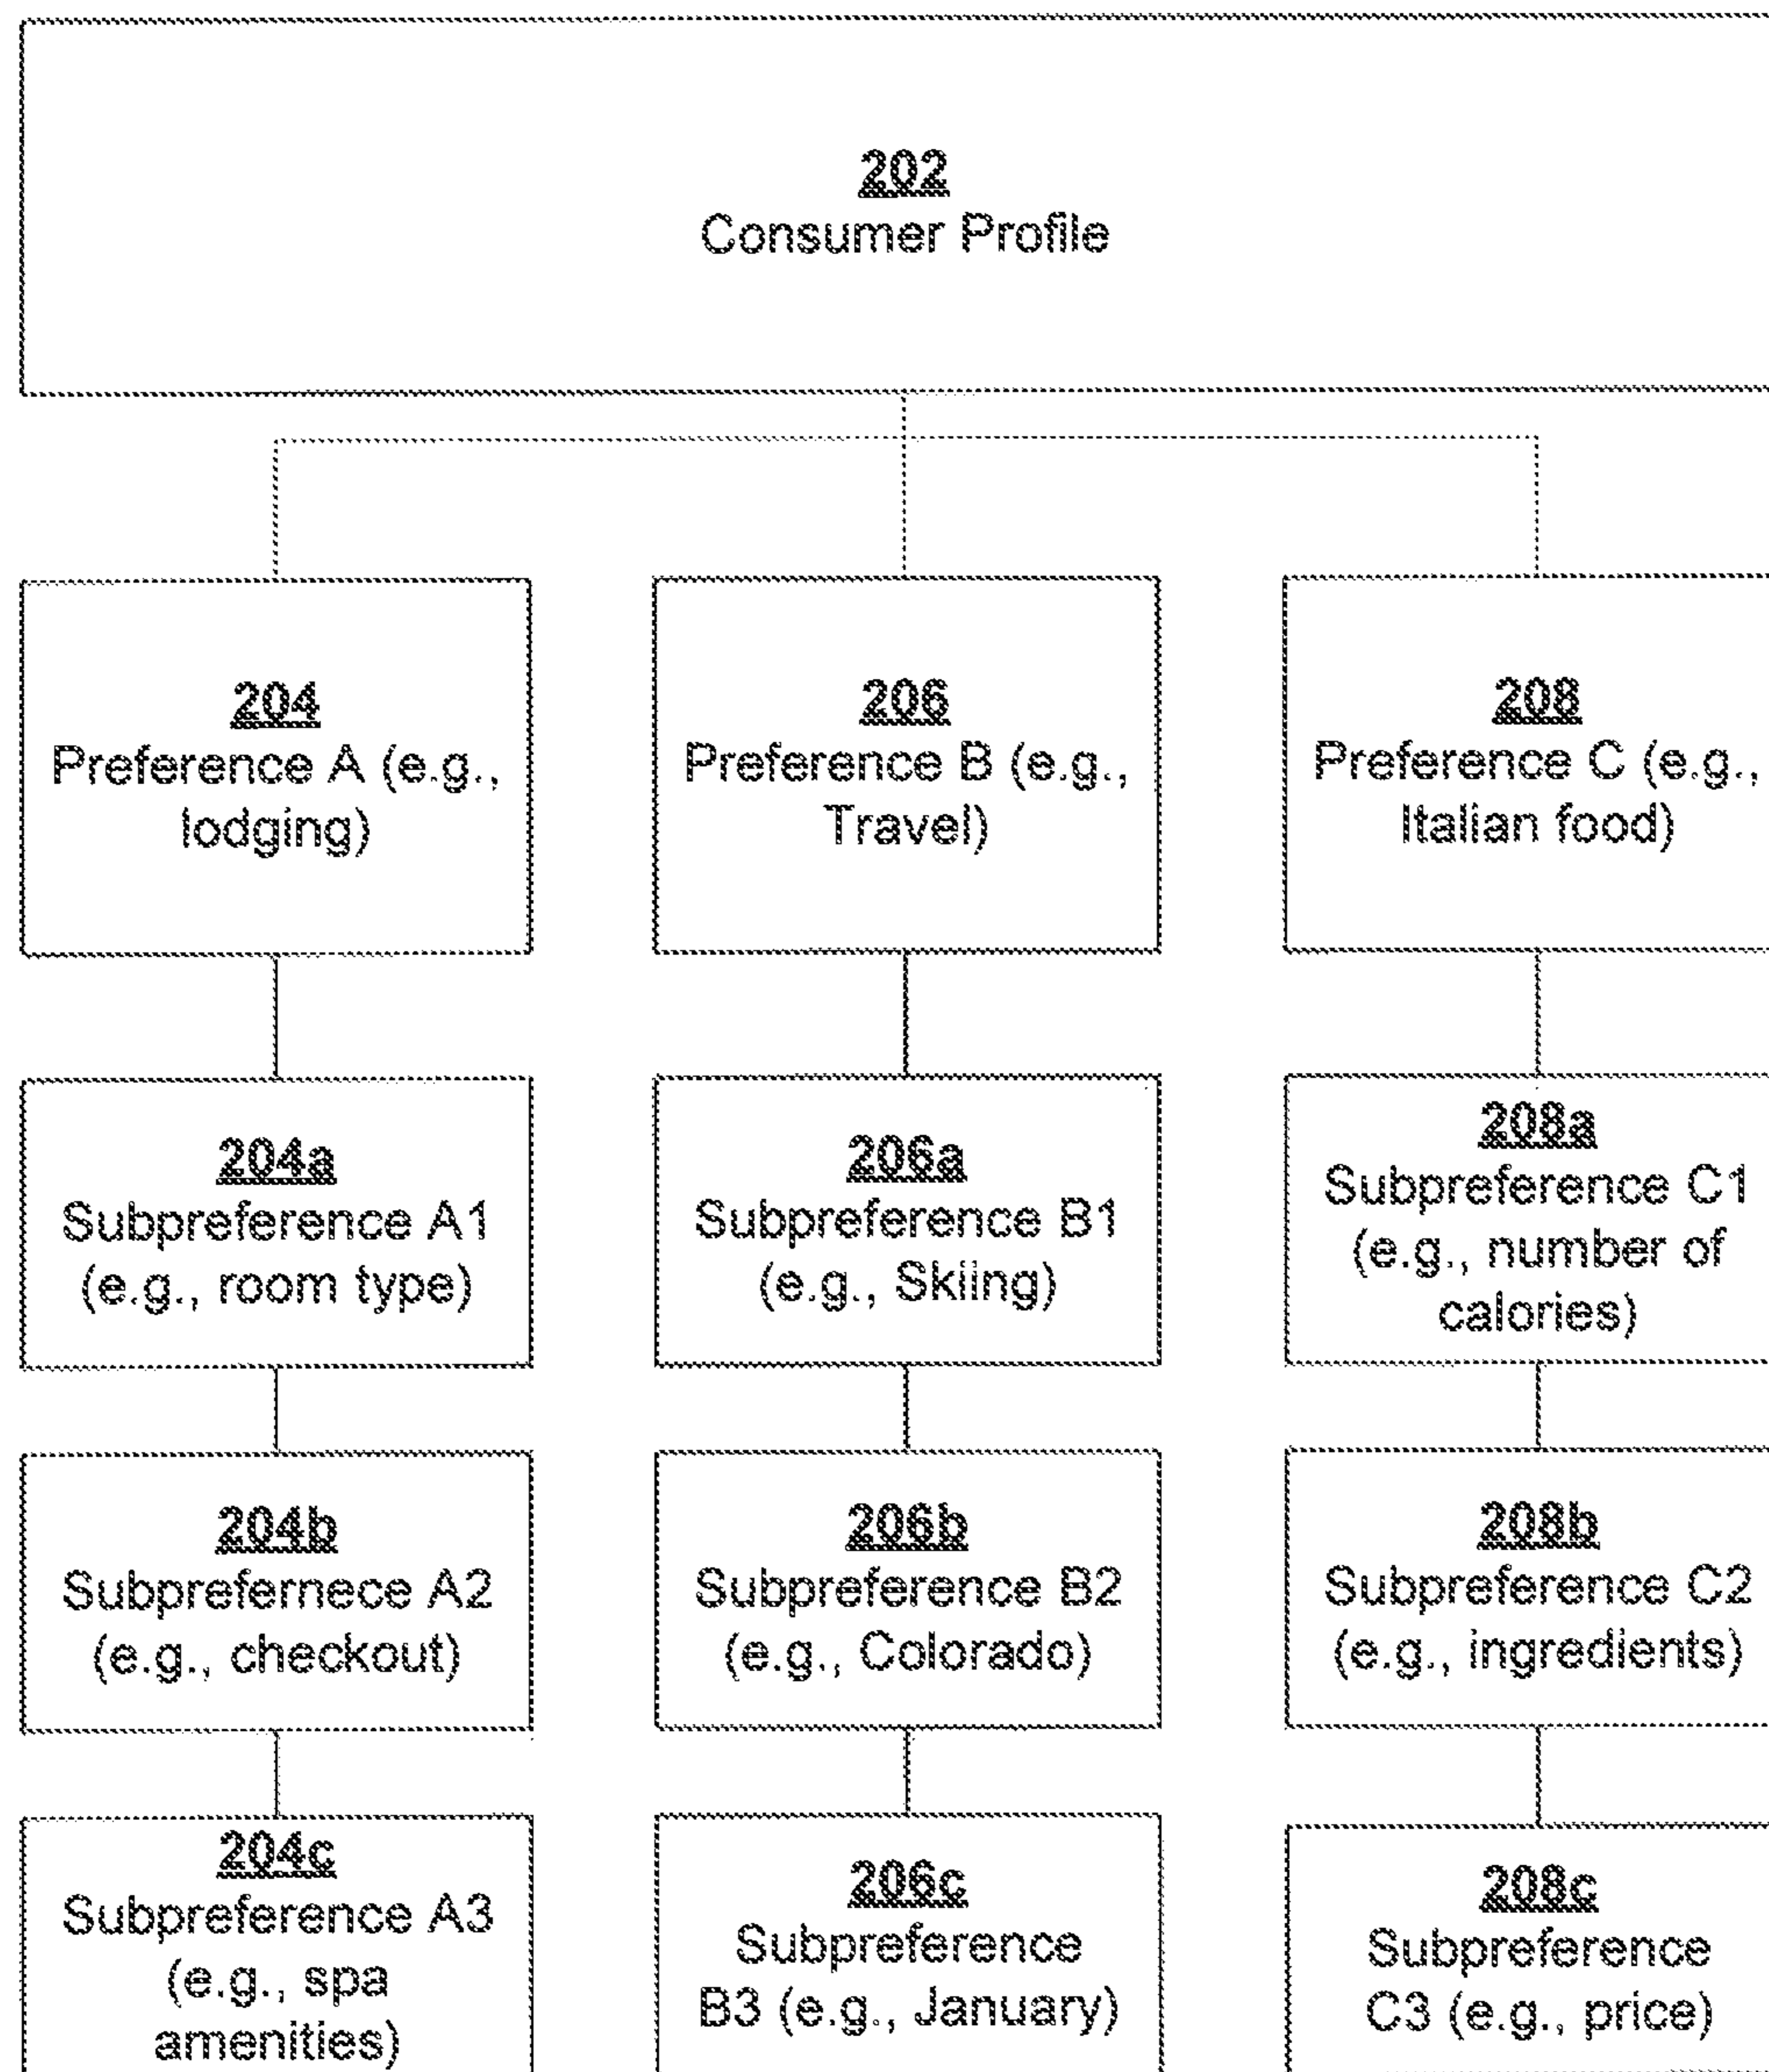 202
Consumer Profile
204
Preference A (e.g.,
lodging)
206
Preference B (e.g.,
Travel)
208
Preference C (e.g.,
Italian food)
204a
Subpreference A1
(e.g., room type)
206a
Subpreference B1
(e.g., Skiing)
208a
Subpreference C1
(e.g., number of
calories)
204b
Subprefernece A2
(e.g., checkout)
206b
Subpreference B2
(e.g., Colorado)
208b
Subpreference C2
(e.g., ingredients)
204c
Subpreference A3
(e.g., spa
amenities)
206c
Subpreference
B3 (e.g., January)
208c
Subpreference
C3 (e.g., price)